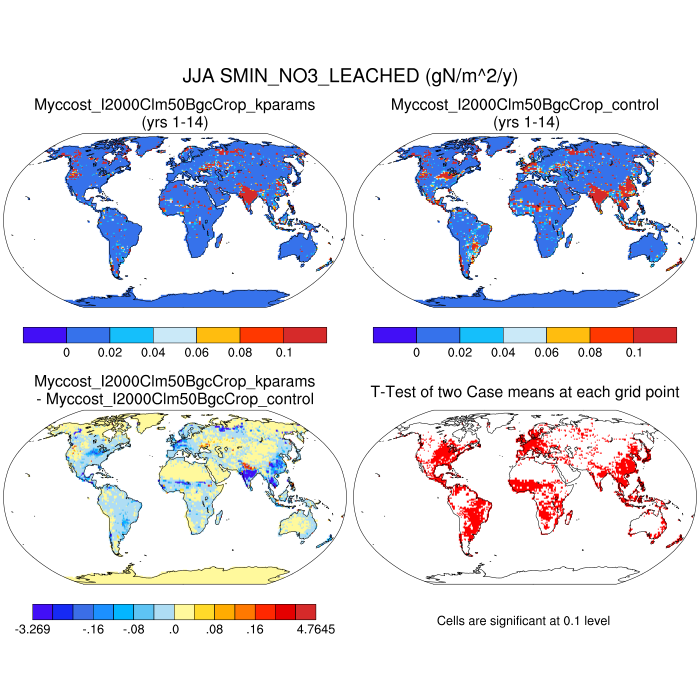 JJA SMIN_NO3_LEACHED (gN/m^2/y)
Myccost_I2000Clm50BgcCrop_kparams
(yrs 1-14)
Myccost_I2000Clm50BgcCrop_control
(yrs 1-14)
0 0.02 0.04 0.06 0.08 0.1
0 0.02 0.04 0.06 0.08 0.1
Myccost_I2000Clm50BgcCrop_kparams
- Myccost_I2000Clm50BgcCrop_control
T-Test of two Case means at each grid point
-3.269 -.16 -.08 .0 .08 .16 4.7645
Cells are significant at 0.1 level